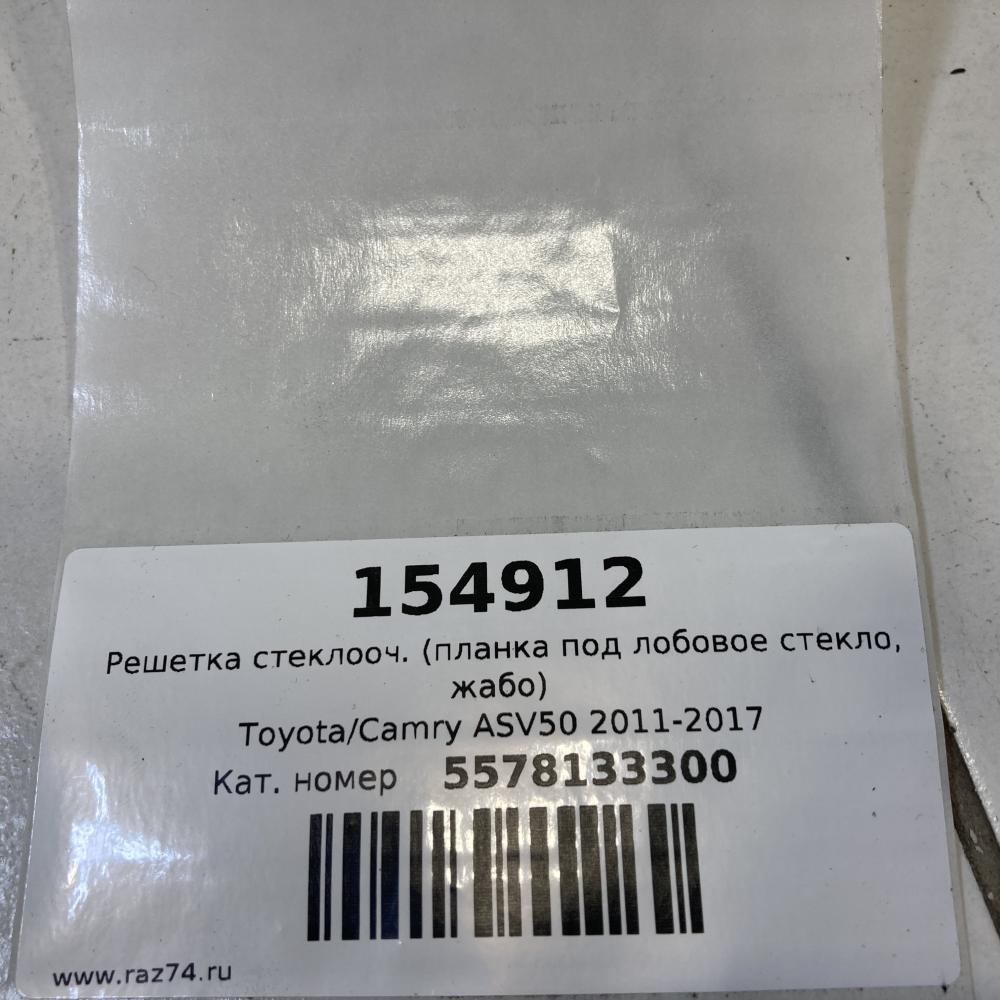 154912
Решетка стеклооч. (планка под лобовое стекло,
жабо)
Toyota/Camry ASV50 2011-2017
Кат. номер 5578133300
www.raz74.ru